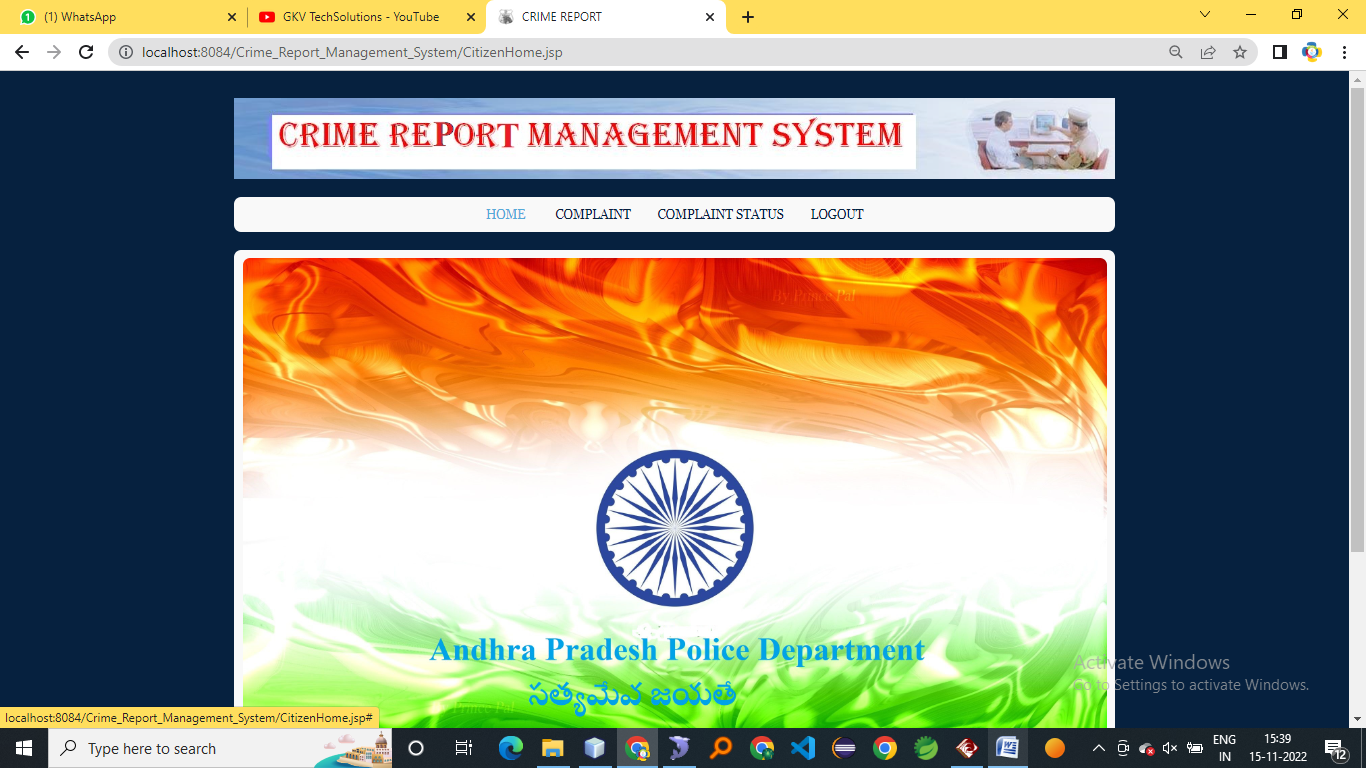 (1) WhatsApp
GKV TechSolutions - YouTube
CRIME REPORT
localhost:8084/Crime_Report_Management_System/CitizenHome.jsp
CRIME REPORT MANAGEMENT SYSTEM
HOME COMPLAINT COMPLAINT STATUS LOGOUT
By Prince Pal
Andhra Pradesh Police Department
సత్యమేవ జయతే
Prince Pal
Activate Windows
Go to Settings to activate Windows.
localhost:8084/Crime_Report_Management_System/CitizenHome.jsp#
Type here to search
ENG
IN
15:39
15-11-2022
12